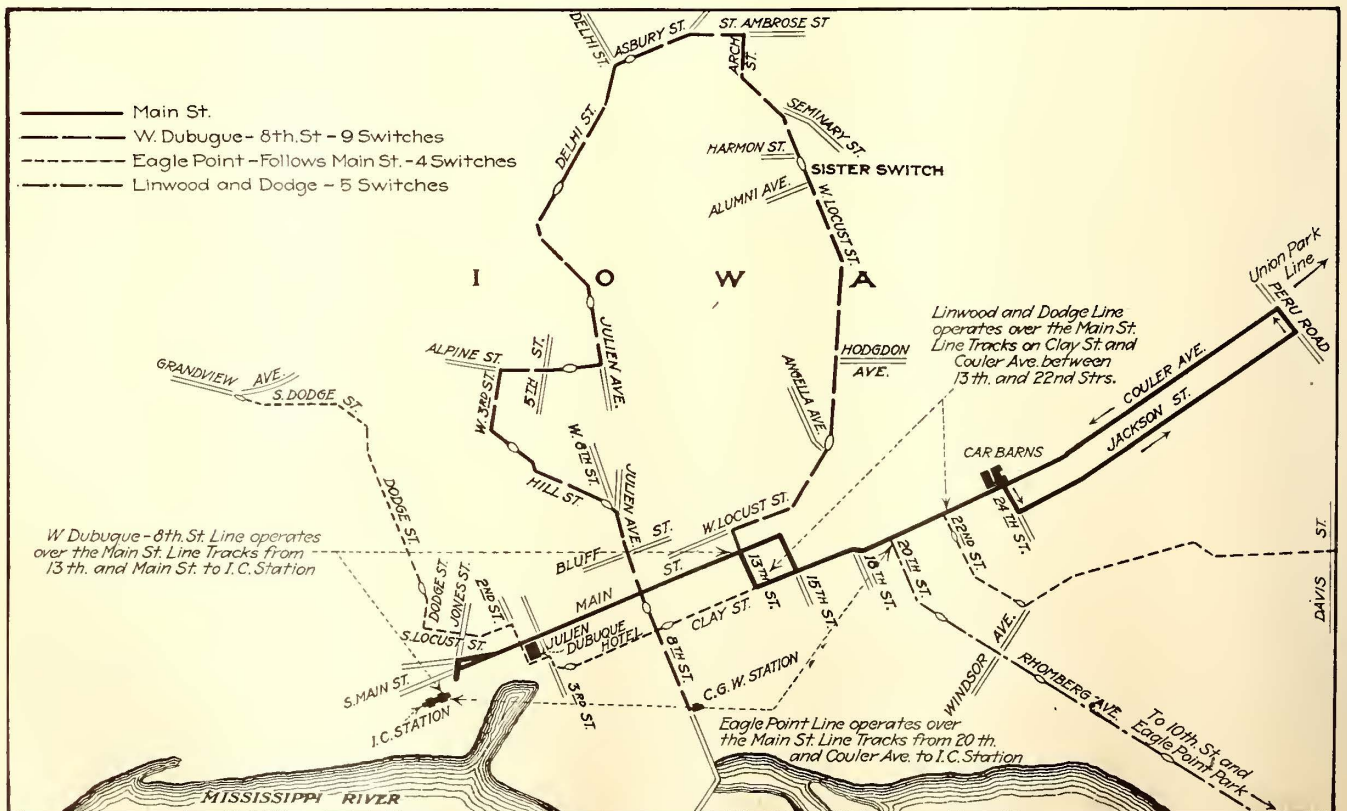 Main St.
W. Dubuque - 8th. St - 9 Switches
Eagle Point - Follows Main St. - 4 Switches
Linwood and Dodge - 5 Switches
DELHI ST.
ASBURY ST.
ST. AMBROSE ST
ARCH ST.
DELHI ST.
SEMINARY ST.
HARMON ST.
SISTER SWITCH
ALUMNI AVE.
W. LOCUST ST.
I O W A
Union Park
Line
PERU ROAD
Linwood and Dodge Line
operates over the Main St.
Line Tracks on Clay St. and
Couler Ave. between
13th. and 22nd Strs.
JULIEN AVE.
ALPINE ST.
5TH ST.
HODGDON
AVE.
GRANDVIEW AVE.
S. DODGE ST.
W. 3RD ST.
ANGELLA AVE.
COULER AVE.
JACKSON ST.
CAR BARNS
24TH ST.
HILL ST.
W. 8TH ST.
JULIEN AVE.
W. LOCUST ST.
DODGE ST.
W Dubuque - 8th. St. Line operates
over the Main St. Line Tracks from
13th. and Main St. to I.C. Station
BLUFF ST.
MAIN ST.
13TH ST.
15TH ST.
18TH ST.
20TH ST.
22ND ST.
DAVIS ST.
DODGE ST.
JONES ST.
2ND ST.
S. LOCUST ST.
JULIEN
DUBUQUE
HOTEL
CLAY ST.
8TH ST.
C.G.W. STATION
WINDSOR AVE.
RHOMBERG AVE.
S. MAIN ST.
3RD ST.
I.C. STATION
Eagle Point Line operates over
the Main St. Line Tracks from 20th.
and Couler Ave. to I.C. Station
To 10th. St. and
Eagle Point Park
MISSISSIPPI RIVER